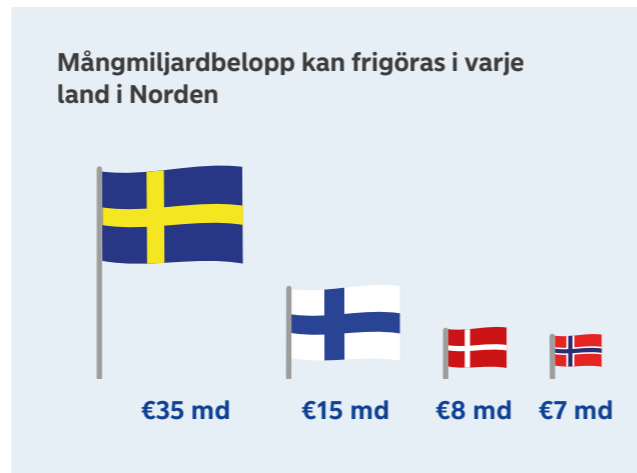 Mångmiljardbelopp kan frigöras i varje
land i Norden
€35 md €15 md €8 md €7 md